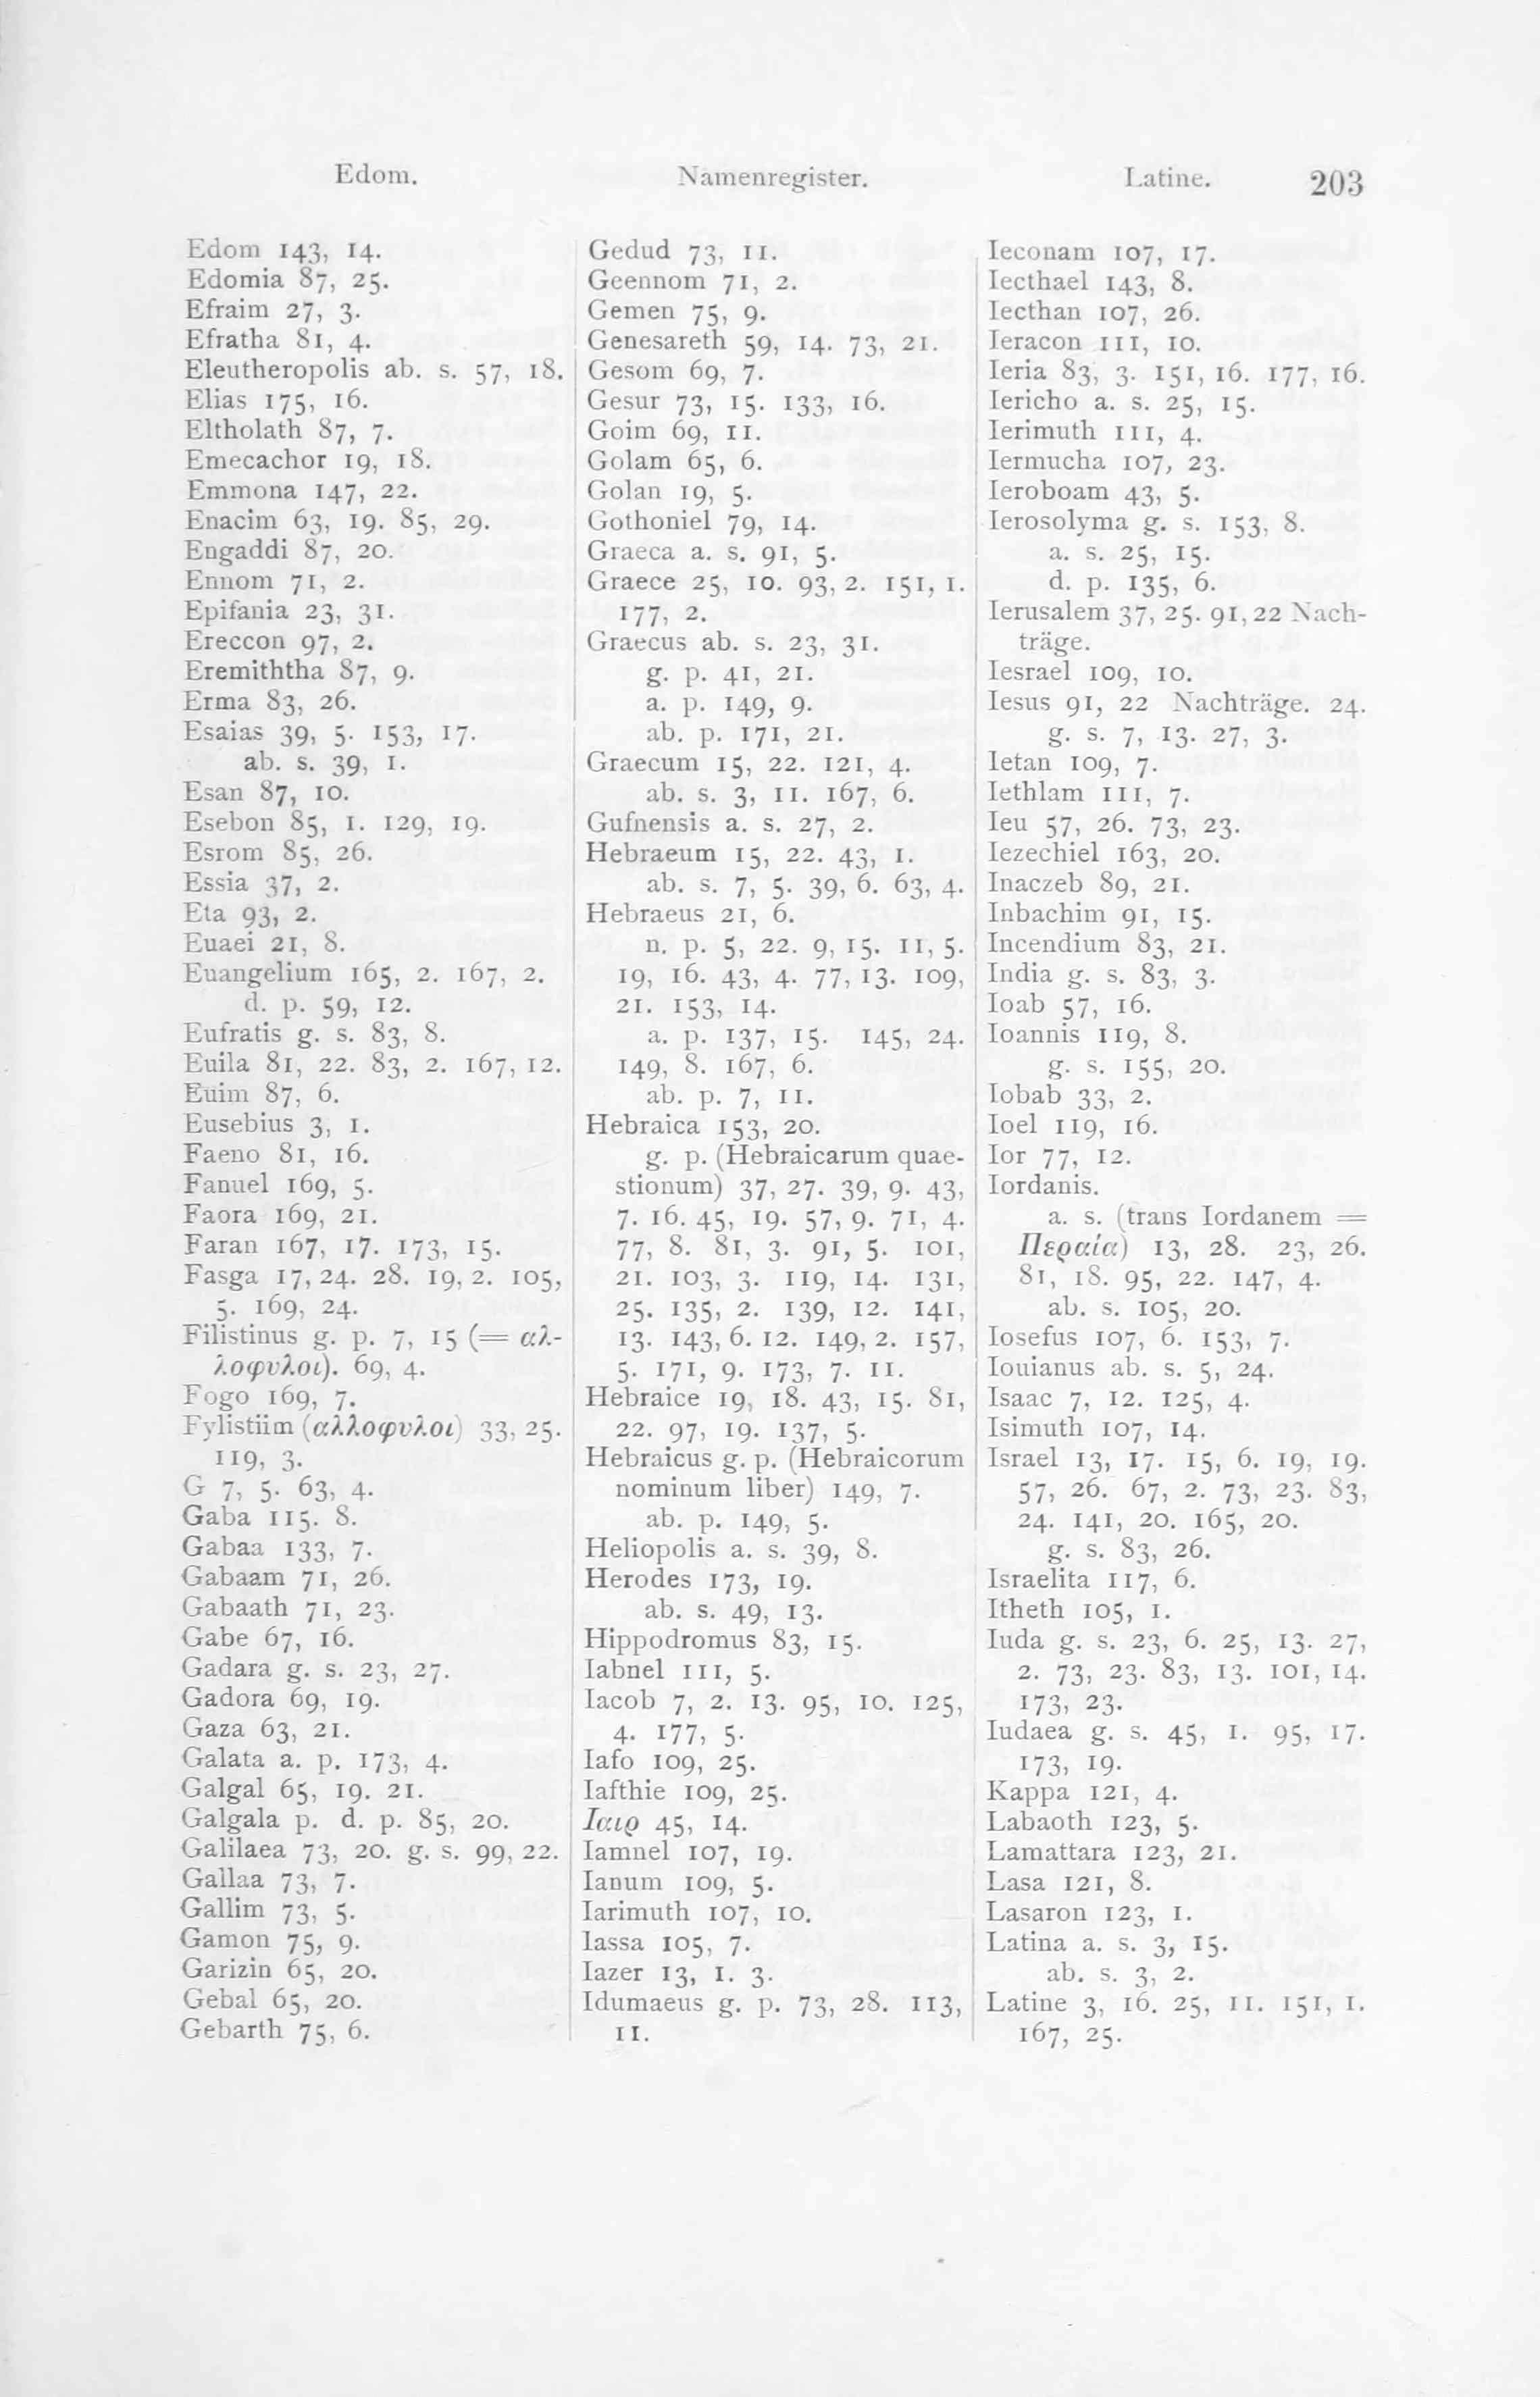 Edom. Namenregister. Latine. 203
Edom 143, 14.
Edomia 87, 25.
Efraim 27, 3.
Efratha 81, 4.
Eleutheropolis ab. s. 57, 18.
Elias 175, 16.
Eltholath 87, 7.
Emecachor 19, 18.
Emmona 147, 22.
Enacim 63, 19. 85, 29.
Engaddi 87, 20.
Ennom 71, 2.
Epifania 23, 31.
Ereccon 97, 2.
Eremiththa 87, 9.
Erma 83, 26.
Esaias 39, 5. 153, 17.
ab. s. 39, 1.
Esan 87, 10.
Esebon 85, 1. 129, 19.
Esrom 85, 26.
Essia 37, 2.
Eta 93, 2.
Euaei 21, 8.
Euangelium 165, 2. 167, 2.
d. p. 59, 12.
Eufratis g. s. 83, 8.
Euila 81, 22. 83, 2. 167, 12.
Euim 87, 6.
Eusebius 3, 1.
Faeno 81, 16.
Fanuel 169, 5.
Faora 169, 21.
Faran 167, 17. 173, 15.
Fasga 17, 24. 28. 19, 2. 105,
5. 169, 24.
Filistinus g. p. 7, 15 (= αλ-
λοφυλοι). 69, 4.
Fogo 169, 7.
Fylistiim (αλλοφυλοι) 33, 25.
119, 3.
G 7, 5. 63, 4.
Gaba 115. 8.
Gabaa 133, 7.
Gabaam 71, 26.
Gabaath 71, 23.
Gabe 67, 16.
Gadara g. s. 23, 27.
Gadora 69, 19.
Gaza 63, 21.
Galata a. p. 173, 4.
Galgal 65, 19. 21.
Galgala p. d. p. 85, 20.
Galilaea 73, 20. g. s. 99, 22.
Gallaa 73, 7.
Gallim 73, 5.
Gamon 75, 9.
Garizin 65, 20.
Gebal 65, 20.
Gebarth 75, 6.
Gedud 73, 11.
Geennom 71, 2.
Gemen 75, 9.
Genesareth 59, 14. 73, 21.
Gesom 69, 7.
Gesur 73, 15. 133, 16.
Goim 69, 11.
Golam 65, 6.
Golan 19, 5.
Gothoniel 79, 14.
Graeca a. s. 91, 5.
Graece 25, 10. 93, 2. 151, 1.
177, 2.
Graecus ab. s. 23, 31.
g. p. 41, 21.
a. p. 149, 9.
ab. p. 171, 21.
Graecum 15, 22. 121, 4.
ab. s. 3, 11. 167, 6.
Gufnensis a. s. 27, 2.
Hebraeum 15, 22. 43, 1.
ab. s. 7, 5. 39, 6. 63, 4.
Hebraeus 21, 6.
n. p. 5, 22. 9, 15. 11, 5.
19, 16. 43, 4. 77, 13. 109,
21. 153, 14.
a. p. 137, 15. 145, 24.
149, 8. 167, 6.
ab. p. 7, 11.
Hebraica 153, 20.
g. p. (Hebraicarum quae-
stionum) 37, 27. 39, 9. 43,
7. 16. 45, 19. 57, 9. 71, 4.
77, 8. 81, 3. 91, 5. 101,
21. 103, 3. 119, 14. 131,
25. 135, 2. 139, 12. 141,
13. 143, 6. 12. 149, 2. 157,
5. 171, 9. 173, 7. 11.
Hebraice 19, 18. 43, 15. 81,
22. 97, 19. 137, 5.
Hebraicus g. p. (Hebraicorum
nominum liber) 149, 7.
ab. p. 149, 5.
Heliopolis a. s. 39, 8.
Herodes 173, 19.
ab. s. 49, 13.
Hippodromus 83, 15.
Iabnel 111, 5.
Iacob 7, 2. 13. 95, 10. 125,
4. 177, 5.
Iafo 109, 25.
Iafthie 109, 25.
Ιαιρ 45, 14.
Iamnel 107, 19.
Ianum 109, 5.
Iarimuth 107, 10.
Iassa 105, 7.
Iazer 13, 1. 3.
Idumaeus g. p. 73, 28. 113,
11.
Ieconam 107, 17.
Iecthael 143, 8.
Iecthan 107, 26.
Ieracon 111, 10.
Ieria 83, 3. 151, 16. 177, 16.
Iericho a. s. 25, 15.
Ierimuth 111, 4.
Iermucha 107, 23.
Ieroboam 43, 5.
Ierosolyma g. s. 153, 8.
a. s. 25, 15.
d. p. 135, 6.
Ierusalem 37, 25. 91, 22 Nach-
träge.
Iesrael 109, 10.
Iesus 91, 22 Nachträge. 24.
g. s. 7, 13. 27, 3.
Ietan 109, 7.
Iethlam 111, 7.
Ieu 57, 26. 73, 23.
Iezechiel 163, 20.
Inaczeb 89, 21.
Inbachim 91, 15.
Incendium 83, 21.
India g. s. 83, 3.
Ioab 57, 16.
Ioannis 119, 8.
g. s. 155, 20.
Iobab 33, 2.
Ioel 119, 16.
Ior 77, 12.
Iordanis.
a. s. (trans Iordanem =
Περαία) 13, 28. 23, 26.
81, 18. 95, 22. 147, 4.
ab. s. 105, 20.
Iosefus 107, 6. 153, 7.
Iouianus ab. s. 5, 24.
Isaac 7, 12. 125, 4.
Isimuth 107, 14.
Israel 13, 17. 15, 6. 19, 19.
57, 26. 67, 2. 73, 23. 83,
24. 141, 20. 165, 20.
g. s. 83, 26.
Israelita 117, 6.
Itheth 105, 1.
Iuda g. s. 23, 6. 25, 13. 27,
2. 73, 23. 83, 13. 101, 14.
173, 23.
Iudaea g. s. 45, 1. 95, 17.
173, 19.
Kappa 121, 4.
Labaoth 123, 5.
Lamattara 123, 21.
Lasa 121, 8.
Lasaron 123, 1.
Latina a. s. 3, 15.
ab. s. 3, 2.
Latine 3, 16. 25, 11. 151, 1.
167, 25.